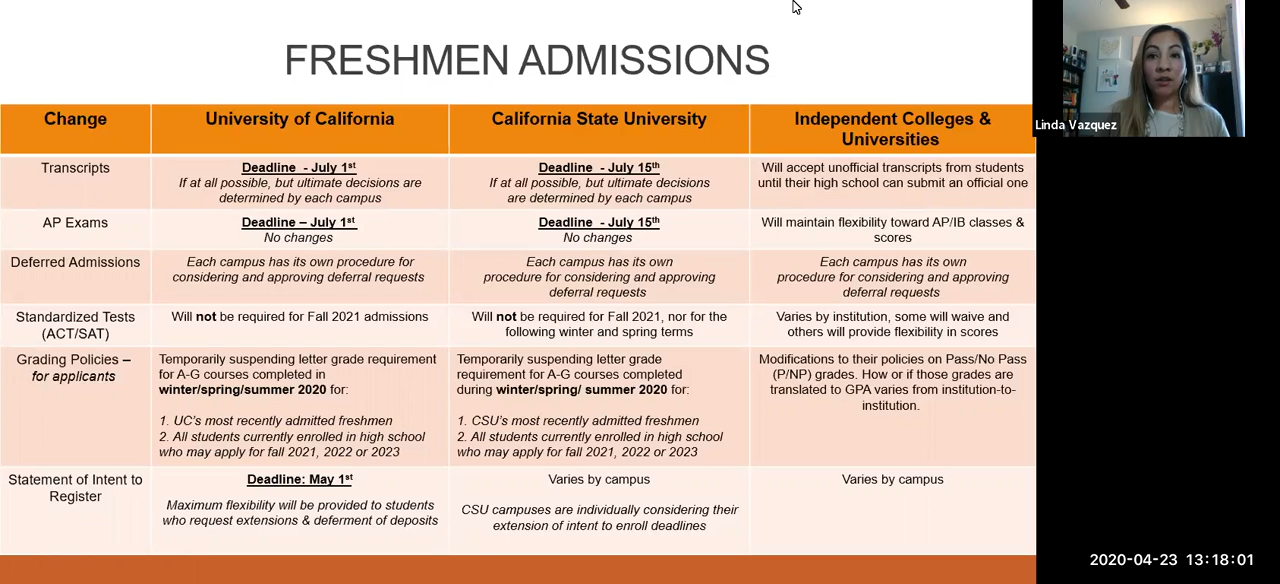 FRESHMEN ADMISSIONS
Change
University of California
California State University
Independent Colleges &
Universities
Transcripts
Deadline - July 1st
If at all possible, but ultimate decisions are
determined by each campus
Deadline - July 15th
If at all possible, but ultimate decisions
are determined by each campus
Will accept unofficial transcripts from students
until their high school can submit an official one
AP Exams
Deadline – July 1st
No changes
Deadline - July 15th
No changes
Will maintain flexibility toward AP/IB classes &
scores
Deferred Admissions
Each campus has its own procedure for
considering and approving deferral requests
Each campus has its own
procedure for considering and approving
deferral requests
Each campus has its own
procedure for considering and approving
deferral requests
Standardized Tests
(ACT/SAT)
Will not be required for Fall 2021 admissions
Will not be required for Fall 2021, nor for the
following winter and spring terms
Varies by institution, some will waive and
others will provide flexibility in scores
Grading Policies –
for applicants
Temporarily suspending letter grade requirement
for A-G courses completed in
winter/spring/summer 2020 for:
1. UC's most recently admitted freshmen
2. All students currently enrolled in high school
who may apply for fall 2021, 2022 or 2023
Temporarily suspending letter grade
requirement for A-G courses completed
during winter/spring/ summer 2020 for:
1. CSU's most recently admitted freshmen
2. All students currently enrolled in high school
who may apply for fall 2021, 2022 or 2023
Modifications to their policies on Pass/No Pass
(P/NP) grades. How or if those grades are
translated to GPA varies from institution-to-
institution.
Statement of Intent to
Register
Deadline: May 1st
Maximum flexibility will be provided to students
who request extensions & deferment of deposits
Varies by campus
CSU campuses are individually considering their
extension of intent to enroll deadlines
Varies by campus
Linda Vazquez
2020-04-23 13:18:01